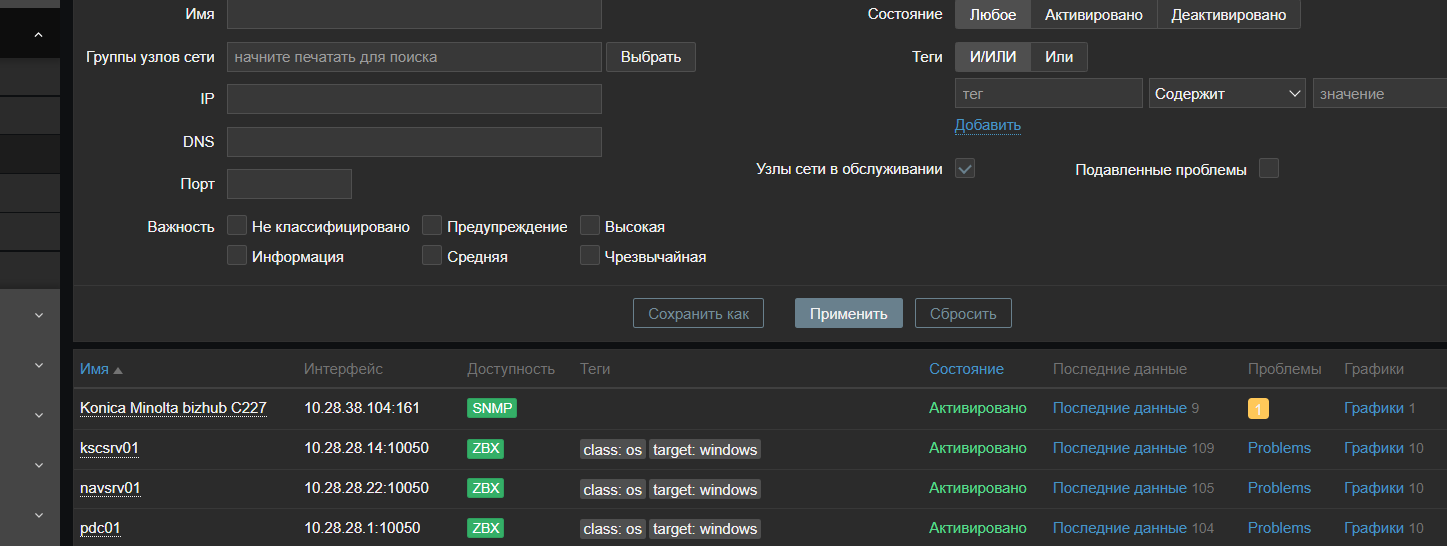 Имя Состояние Любое Активировано Деактивировано
Группы узлов сети начните печатать для поиска Выбрать Теги И/ИЛИ Или
IP тег Содержит значение
Добавить
DNS
Узлы сети в обслуживании Подавленные проблемы
Порт
Важность Не классифицировано Предупреждение Высокая
Информация Средняя Чрезвычайная
Сохранить как Применить Сбросить
Имя Интерфейс Доступность Теги Состояние Последние данные Проблемы Графики
Konica Minolta bizhub C227 10.28.38.104:161 SNMP Активировано Последние данные 9 1 Графики 1
kscsrv01 10.28.28.14:10050 ZBX class: os target: windows Активировано Последние данные 109 Problems Графики 10
navsrv01 10.28.28.22:10050 ZBX class: os target: windows Активировано Последние данные 105 Problems Графики 10
pdc01 10.28.28.1:10050 ZBX class: os target: windows Активировано Последние данные 104 Problems Графики 10